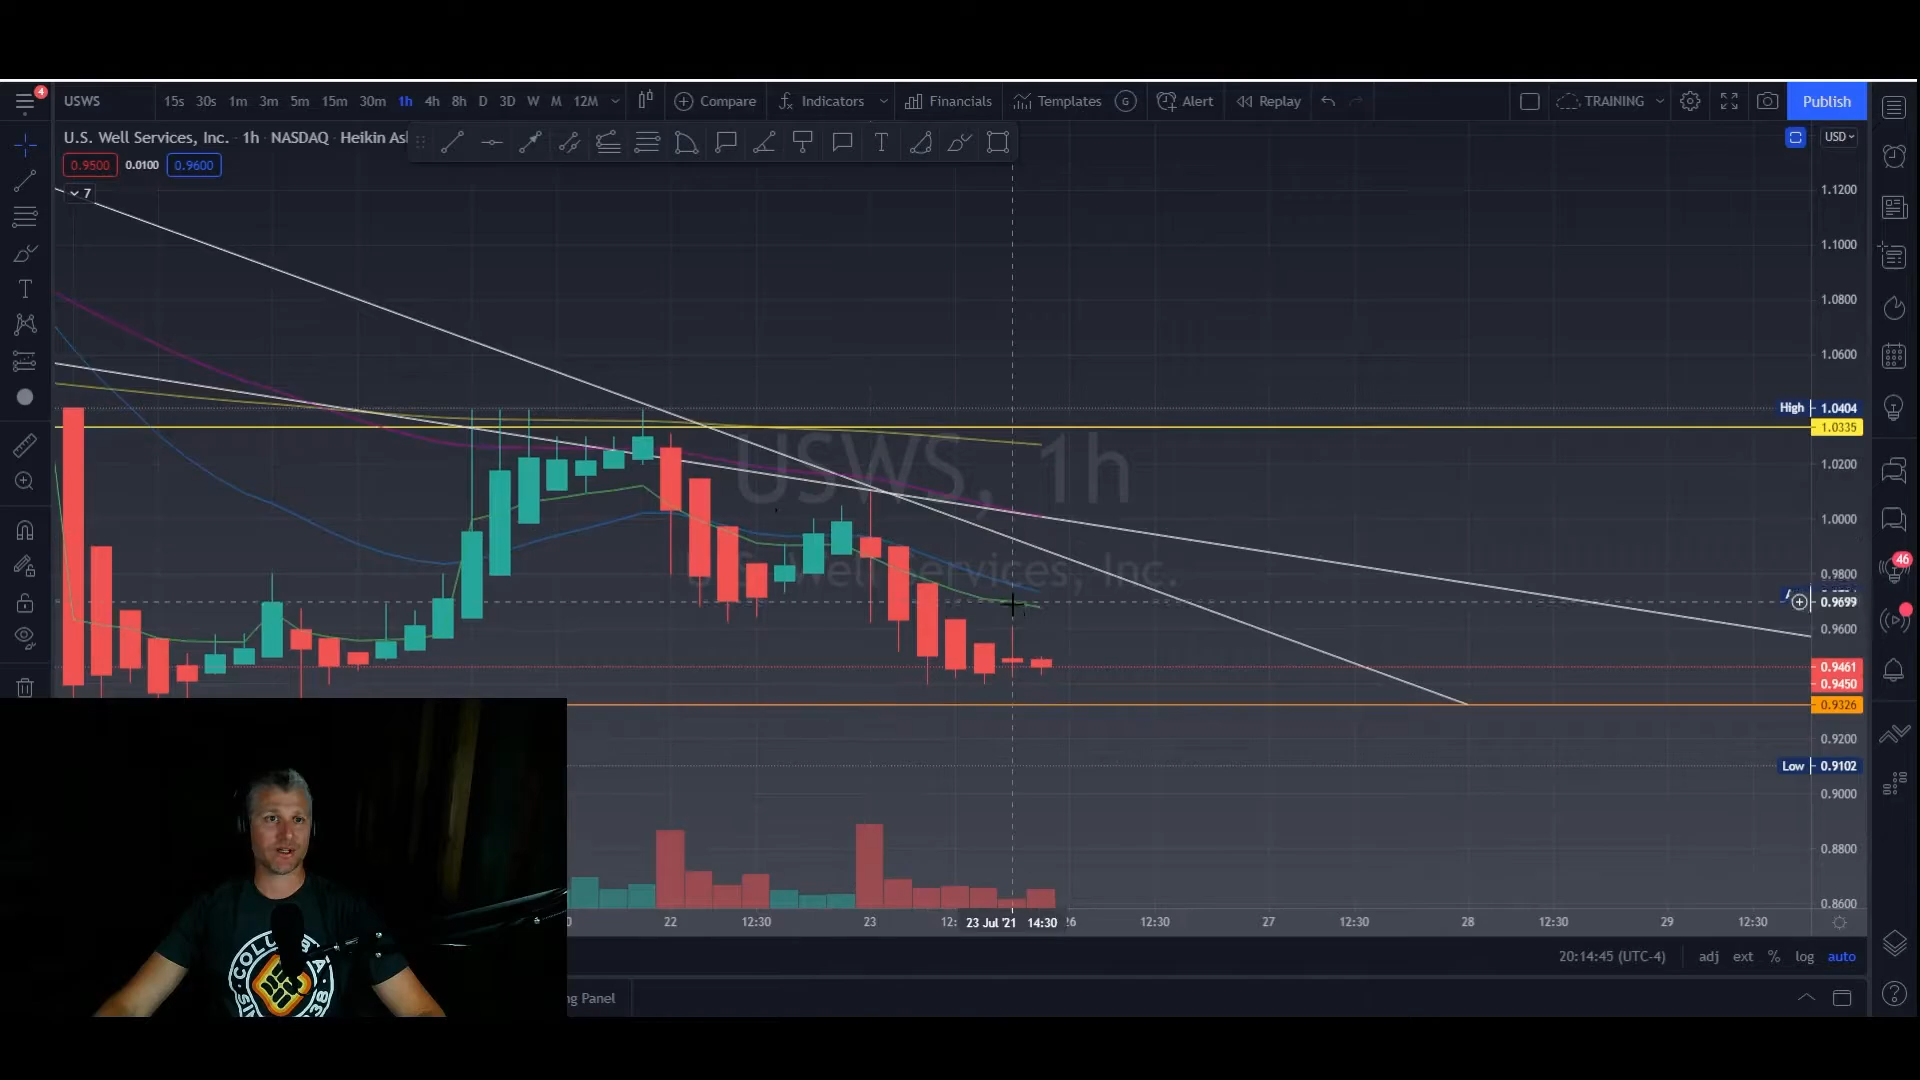 4
USWS 15s 30s 1m 3m 5m 15m 30m 1h 4h 8h D 3D W M 12M Compare Indicators Financials Templates G Alert Replay TRAINING Publish
U.S. Well Services, Inc. · 1h · NASDAQ · Heikin
USD
0.9500 0.0100 0.9600
7
1.1200
1.1000
1.0800
1.0600
High 1.0404
1.0335
USWS, 1h
1.0200
1.0000
U.S. Well Services, Inc.
0.9800
46
0.9699
0.9600
0.9461
0.9450
0.9326
0.9200
Low 0.9102
0.9000
0.8800
0.8600
22 12:30 23 12: 23 Jul '21 14:30 26 12:30 27 12:30 28 12:30 29 12:30
20:14:45 (UTC-4) adj ext % log auto
ng Panel